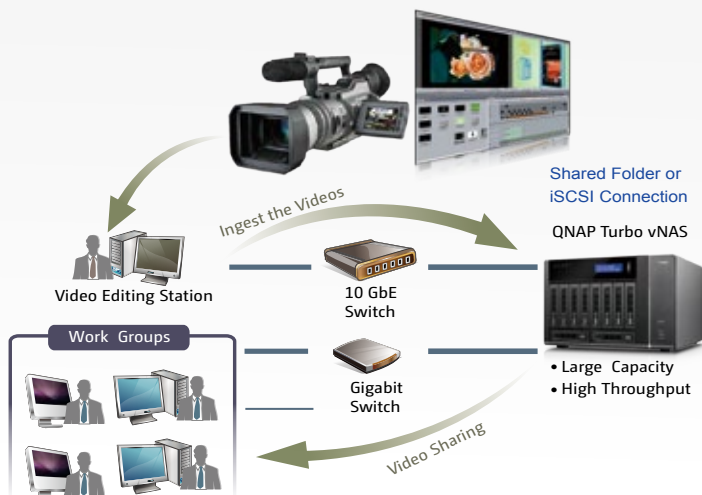 Shared Folder or
iSCSI Connection
Ingest the Videos
QNAP Turbo vNAS
Video Editing Station
10 GbE
Switch
Work Groups
Gigabit
Switch
• Large Capacity
• High Throughput
Video Sharing